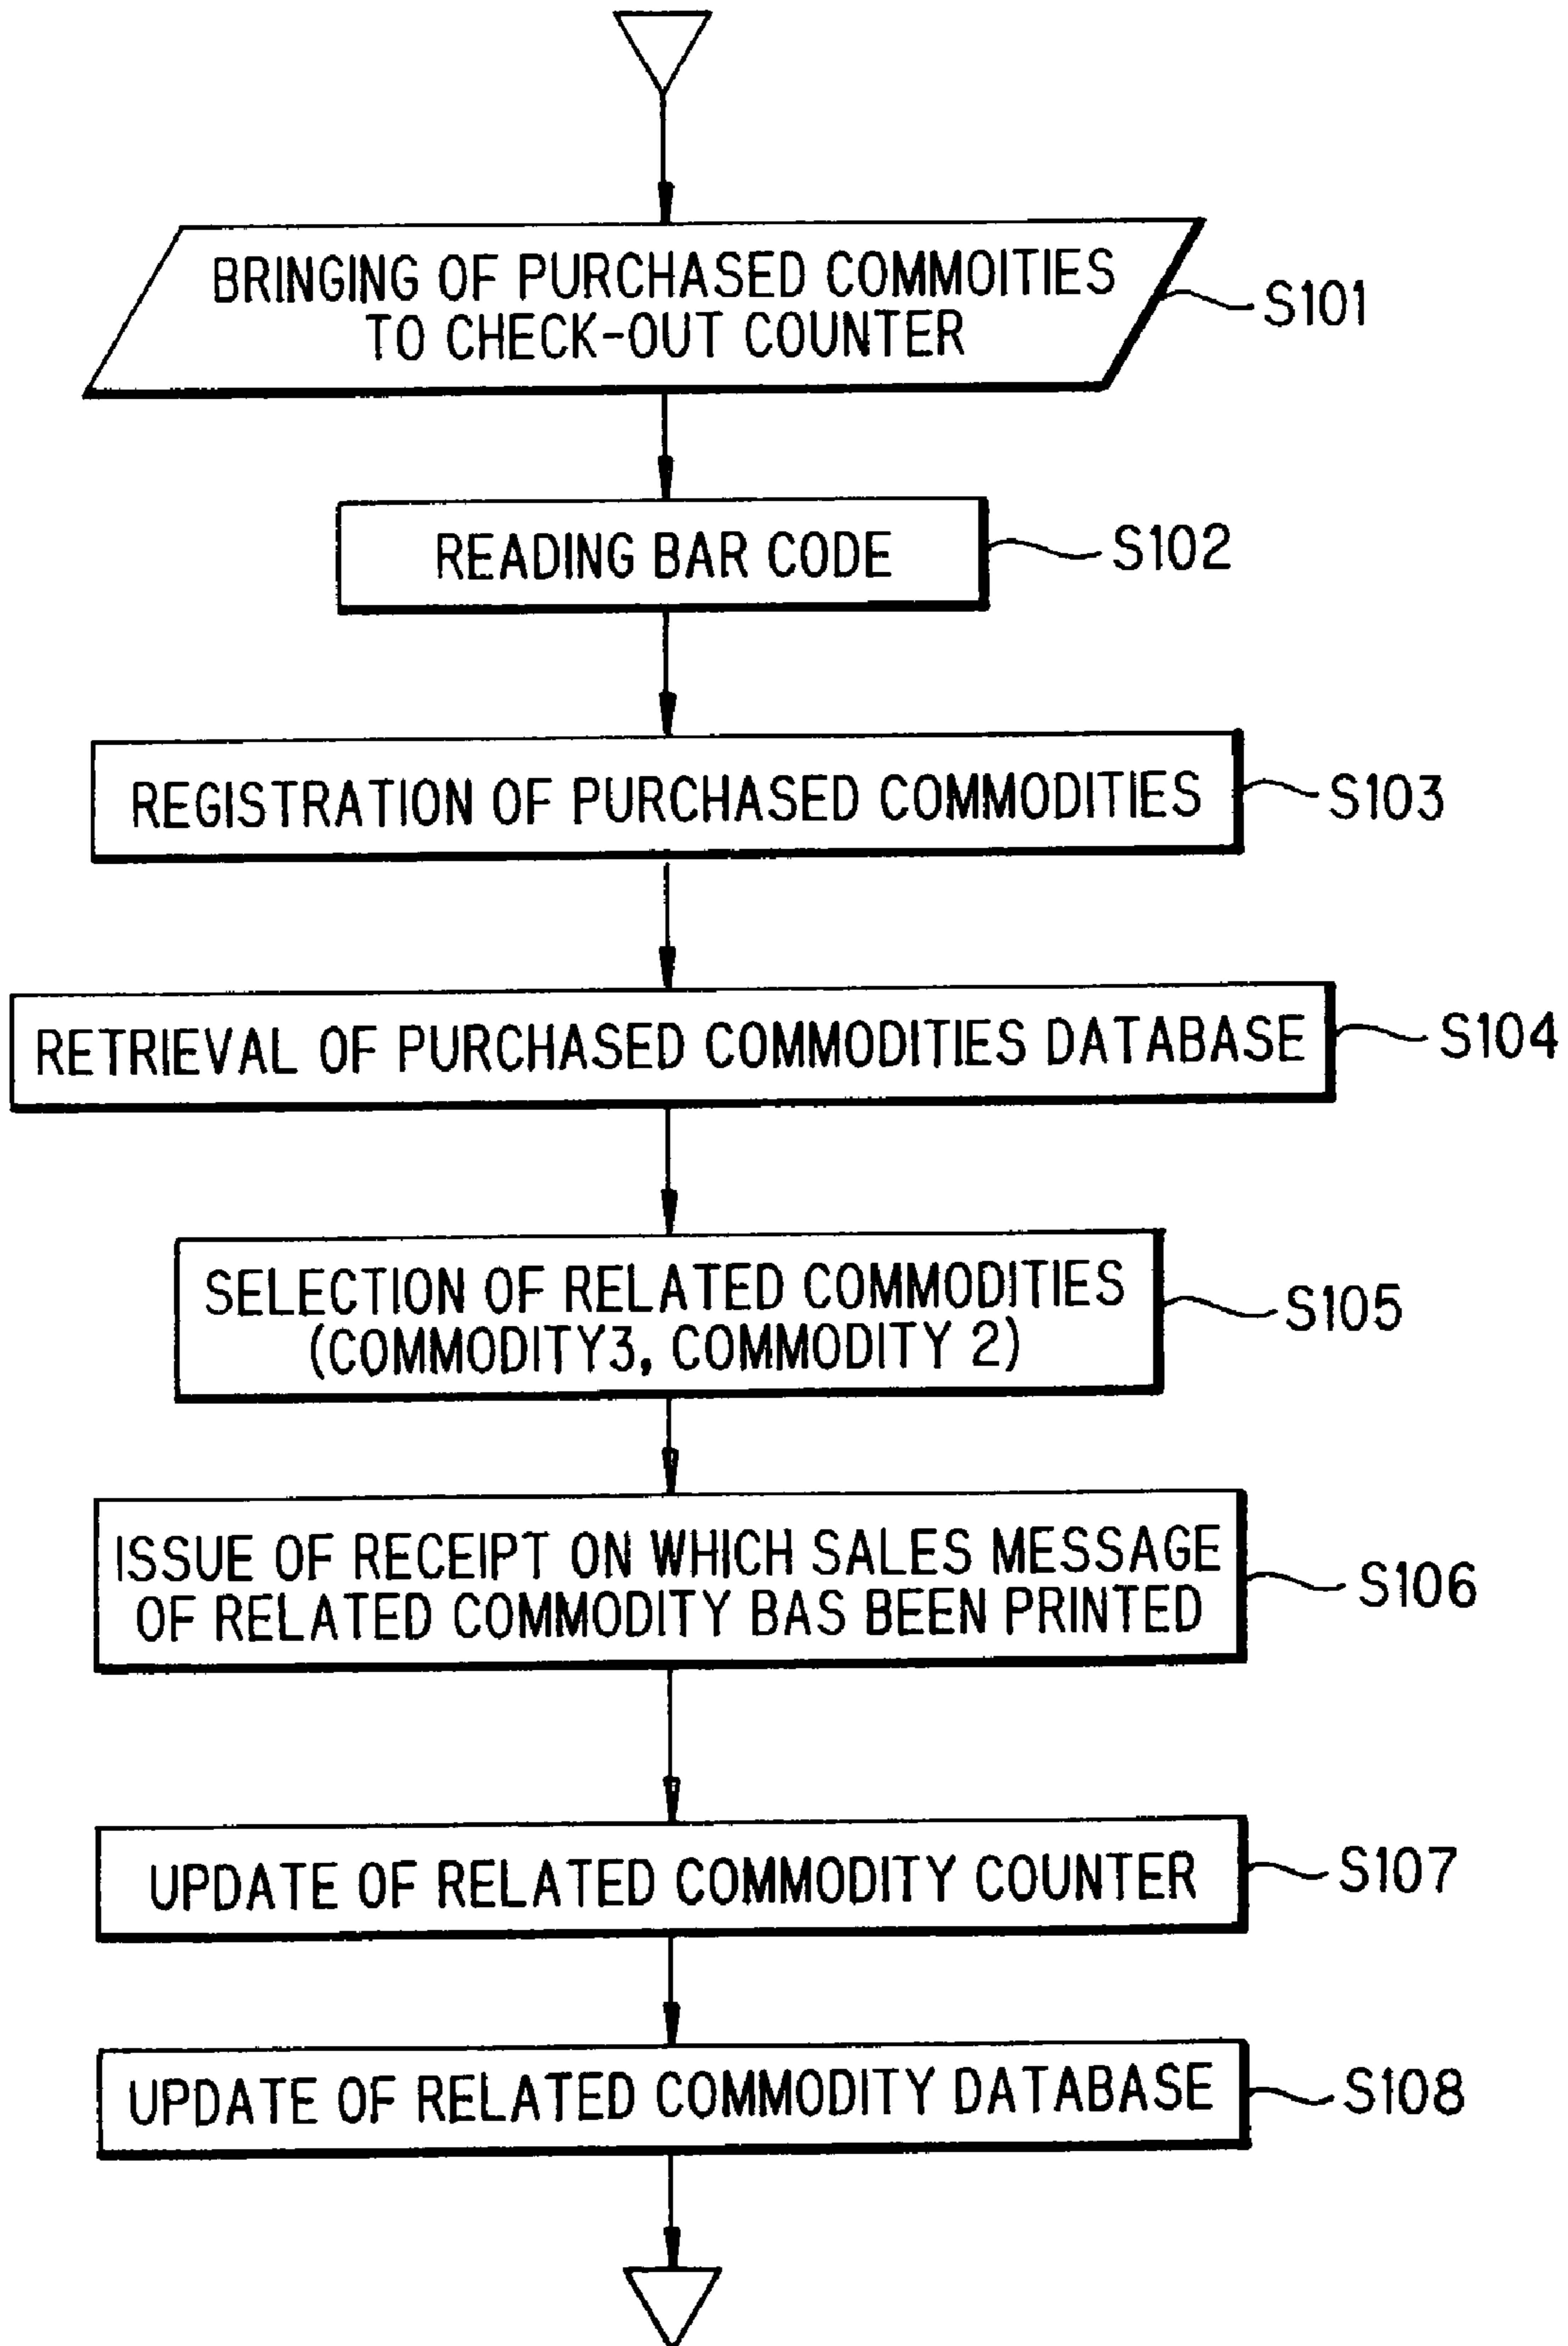 BRINGING OF PURCHASED COMMOITIES
TO CHECK-OUT COUNTER
S101
READING BAR CODE
S102
REGISTRATION OF PURCHASED COMMODITIES
S103
RETRIEVAL OF PURCHASED COMMODITIES DATABASE
S104
SELECTION OF RELATED COMMODITIES
(COMMODITY3, COMMODITY 2)
S105
ISSUE OF RECEIPT ON WHICH SALES MESSAGE
OF RELATED COMMODITY BAS BEEN PRINTED
S106
UPDATE OF RELATED COMMODITY COUNTER
S107
UPDATE OF RELATED COMMODITY DATABASE
S108